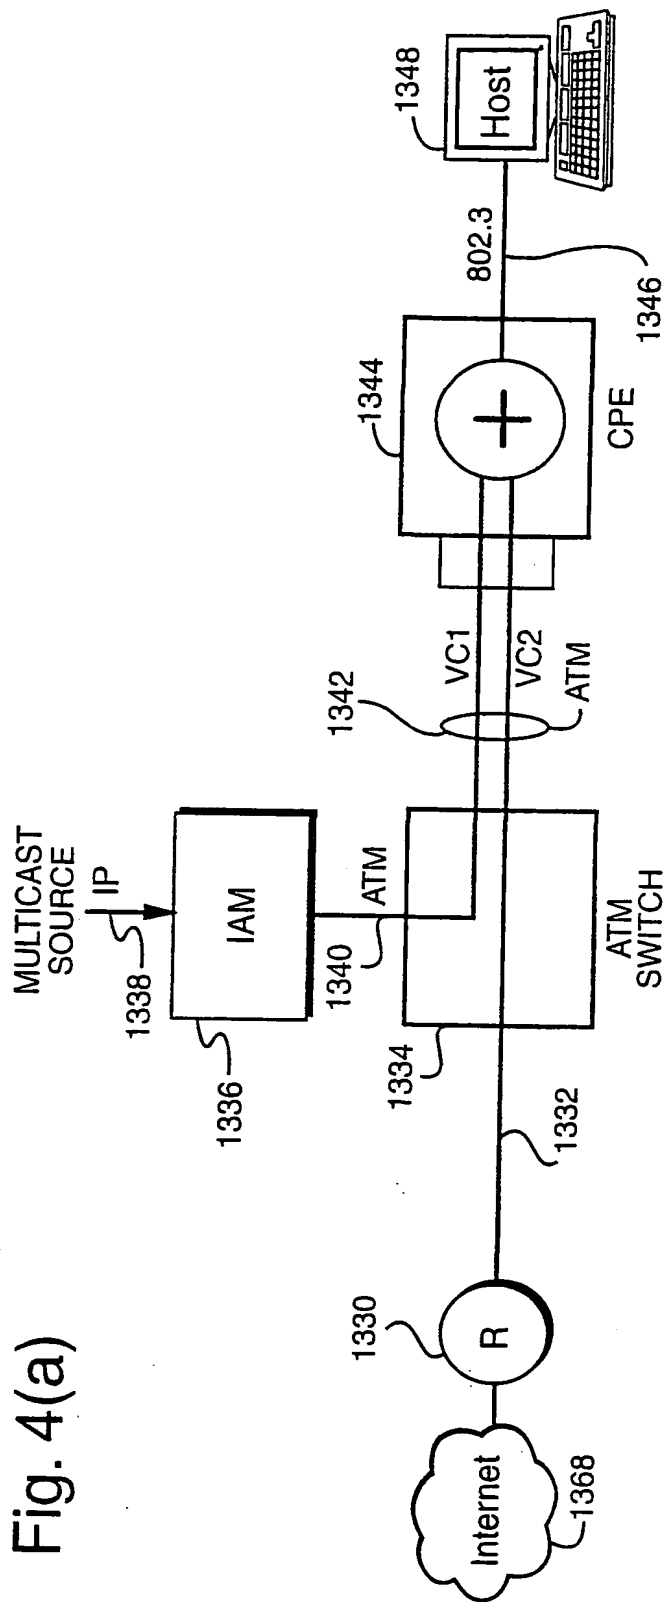 Fig. 4(a)
MULTICAST
SOURCE
IP
1338
IAM
1336
ATM
1340
1334
ATM
SWITCH
1332
1330
R
Internet
1368
1342
VC1
VC2
ATM
1344
CPE
802.3
1346
1348
Host